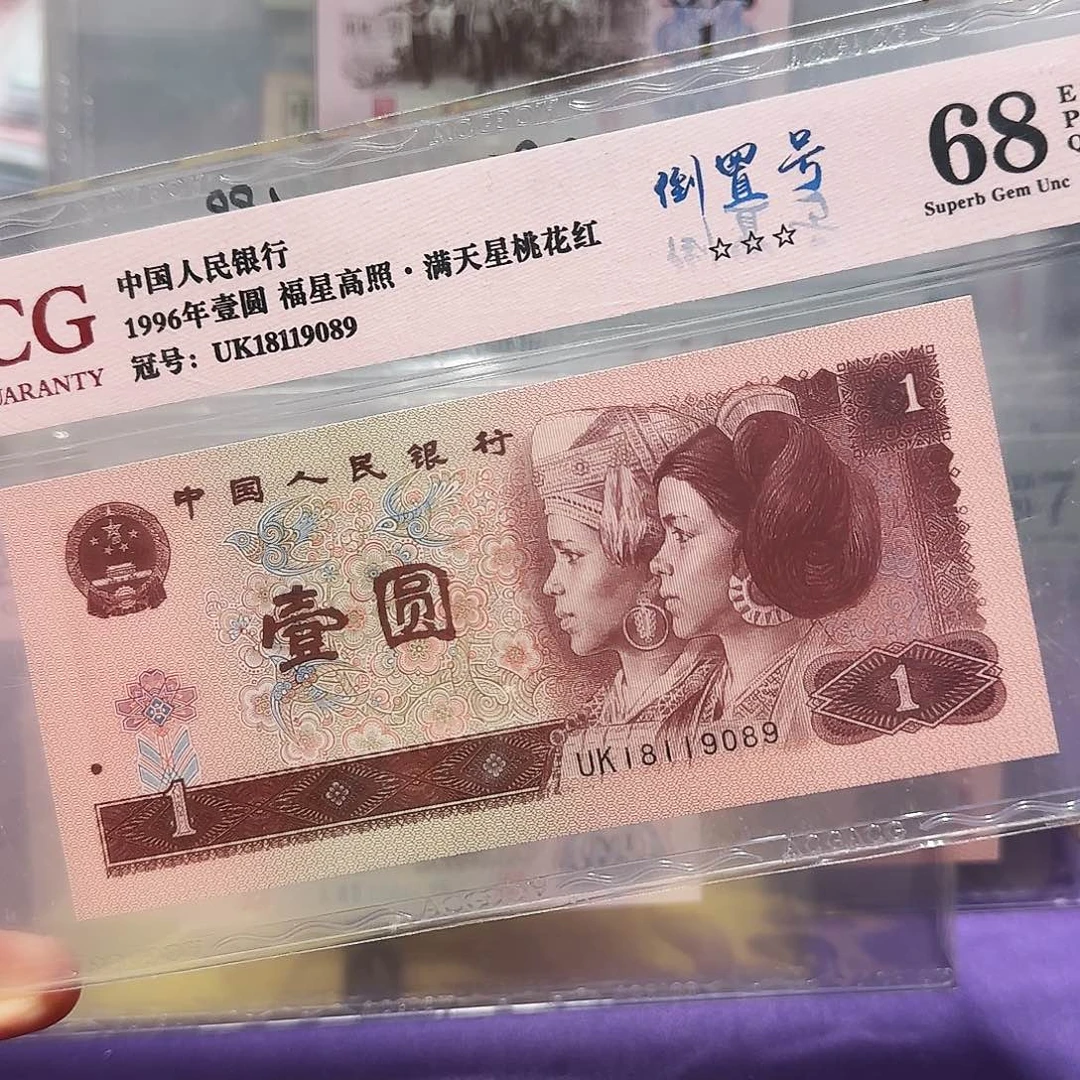 68 E
P
Q
Superb Gem Unc
倒置号
☆☆☆
CG
UARANTY
中国人民银行
1996年壹圆 福星高照·满天星桃花红
冠号：UK18119089
中国人民银行
1
壹圆
1
UK18119089
1